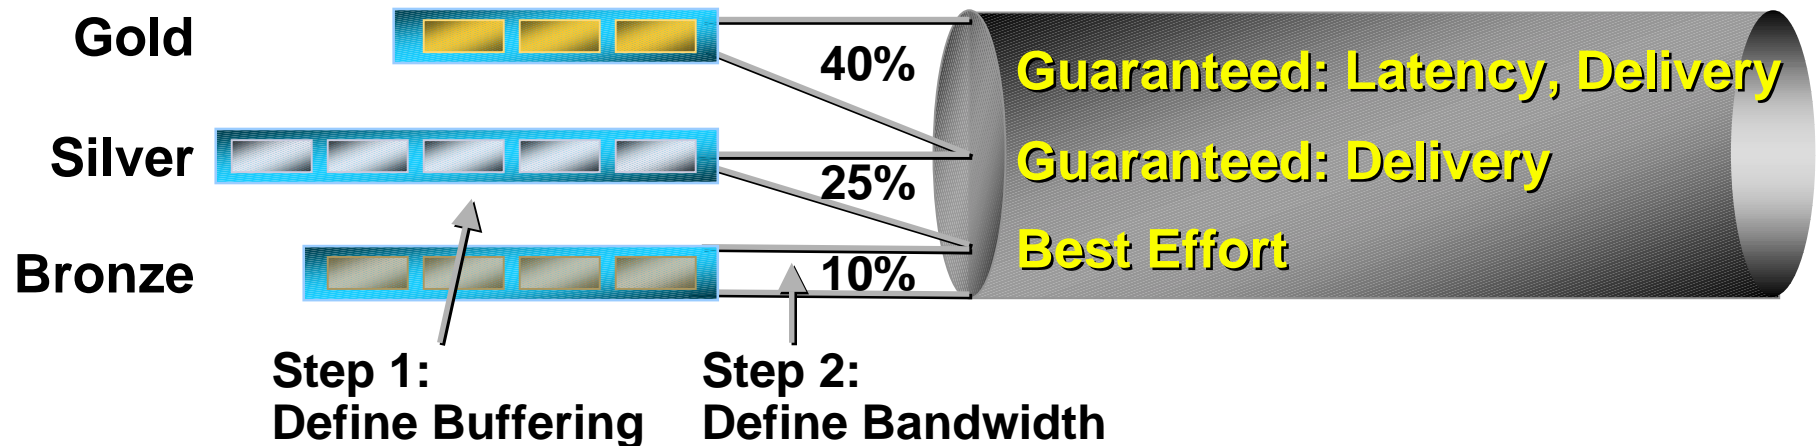 Gold
40%
Guaranteed: Latency, Delivery
Silver
25%
Guaranteed: Delivery
Bronze
10%
Best Effort
Step 1:
Define Buffering
Step 2:
Define Bandwidth